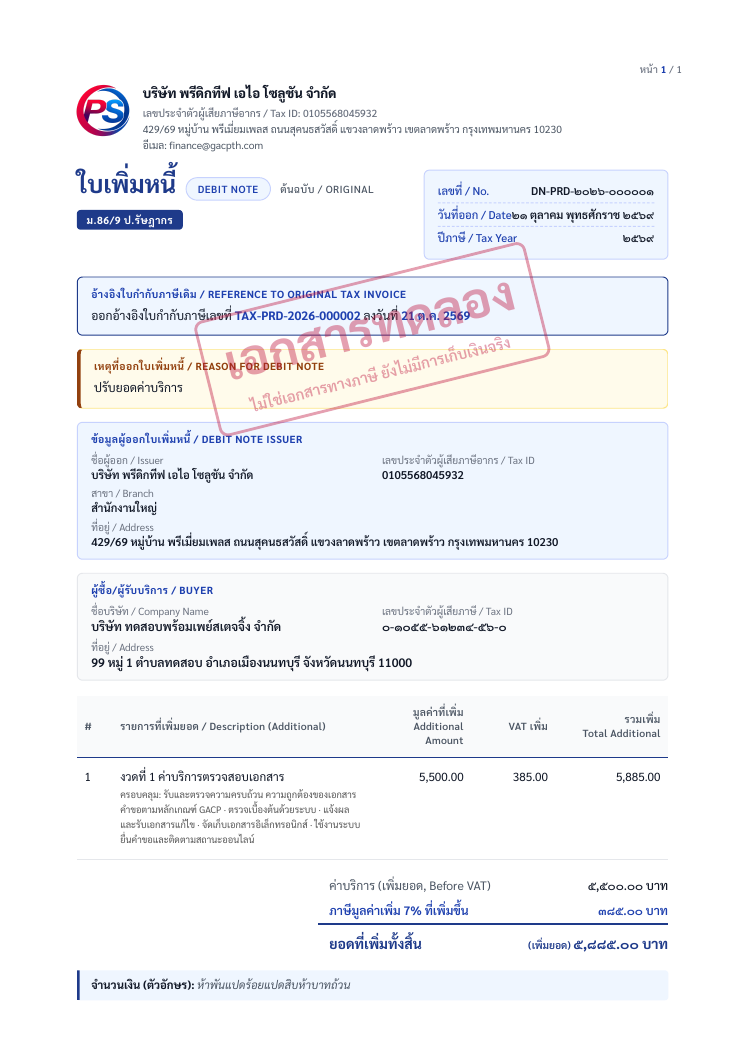 หน้า 1 / 1
PS
บริษัท พรีดิกทีฟ เอไอ โซลูชัน จำกัด
เลขประจำตัวผู้เสียภาษีอากร / Tax ID: 0105568045932
429/69 หมู่บ้าน พรีเมี่ยมเพลส ถนนสุคนธสวัสดิ์ แขวงลาดพร้าว เขตลาดพร้าว กรุงเทพมหานคร 10230
อีเมล: finance@gacpth.com
ใบเพิ่มหนี้ DEBIT NOTE ต้นฉบับ / ORIGINAL
ม.86/9 ป.รัษฎากร
เลขที่ / No. DN-PRD-๒๐๒๖-๐๐๐๐๐๑
วันที่ออก / Date ๒๑ ตุลาคม พุทธศักราช ๒๕๖๙
ปีภาษี / Tax Year ๒๕๖๙
อ้างอิงใบกำกับภาษีเดิม / REFERENCE TO ORIGINAL TAX INVOICE
ออกอ้างอิงใบกำกับภาษีเลขที่ TAX-PRD-2026-000002 ลงวันที่ 21 ต.ค. 2569
เอกสารทดลอง
ไม่ใช่เอกสารทางภาษี ยังไม่มีการเก็บเงินจริง
เหตุที่ออกใบเพิ่มหนี้ / REASON FOR DEBIT NOTE
ปรับยอดค่าบริการ
ข้อมูลผู้ออกใบเพิ่มหนี้ / DEBIT NOTE ISSUER
ชื่อผู้ออก / Issuer เลขประจำตัวผู้เสียภาษีอากร / Tax ID
บริษัท พรีดิกทีฟ เอไอ โซลูชัน จำกัด 0105568045932
สาขา / Branch
สำนักงานใหญ่
ที่อยู่ / Address
429/69 หมู่บ้าน พรีเมี่ยมเพลส ถนนสุคนธสวัสดิ์ แขวงลาดพร้าว เขตลาดพร้าว กรุงเทพมหานคร 10230
ผู้ซื้อ/ผู้รับบริการ / BUYER
ชื่อบริษัท / Company Name เลขประจำตัวผู้เสียภาษี / Tax ID
บริษัท ทดสอบพร้อมเพย์สเตจจิ้ง จำกัด ๐-๑๐๕๕-๖๑๒๓๔-๕๖-๐
ที่อยู่ / Address
99 หมู่ 1 ตำบลทดสอบ อำเภอเมืองนนทบุรี จังหวัดนนทบุรี 11000
# รายการที่เพิ่มยอด / Description (Additional) มูลค่าที่เพิ่ม Additional Amount VAT เพิ่ม รวมเพิ่ม Total Additional
1 งวดที่ 1 ค่าบริการตรวจสอบเอกสาร 5,500.00 385.00 5,885.00
ครอบคลุม: รับและตรวจความครบถ้วน ความถูกต้องของเอกสาร
คำขอตามหลักเกณฑ์ GACP · ตรวจเบื้องต้นด้วยระบบ · แจ้งผล
และรับเอกสารแก้ไข · จัดเก็บเอกสารอิเล็กทรอนิกส์ · ใช้งานระบบ
ยื่นคำขอและติดตามสถานะออนไลน์
ค่าบริการ (เพิ่มยอด, Before VAT) ๕,๕๐๐.๐๐ บาท
ภาษีมูลค่าเพิ่ม 7% ที่เพิ่มขึ้น ๓๘๕.๐๐ บาท
ยอดที่เพิ่มทั้งสิ้น (เพิ่มยอด) ๕,๘๘๕.๐๐ บาท
จำนวนเงิน (ตัวอักษร): ห้าพันแปดร้อยแปดสิบห้าบาทถ้วน